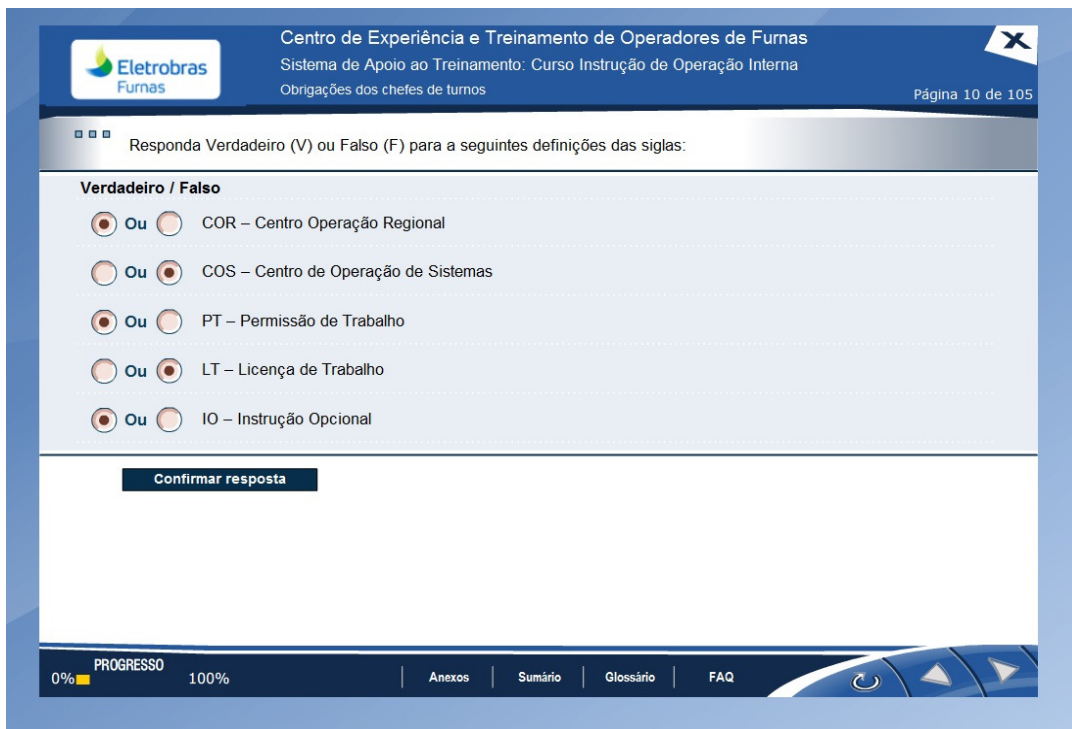 Eletrobras
Furnas
Centro de Experiência e Treinamento de Operadores de Furnas
Sistema de Apoio ao Treinamento: Curso Instrução de Operação Interna
Obrigações dos chefes de turnos
X
Página 10 de 105
Responda Verdadeiro (V) ou Falso (F) para a seguintes definições das siglas:
Verdadeiro / Falso
Ou COR – Centro Operação Regional
Ou COS – Centro de Operação de Sistemas
Ou PT – Permissão de Trabalho
Ou LT – Licença de Trabalho
Ou IO – Instrução Opcional
Confirmar resposta
PROGRESSO
0% 100%
Anexos Sumário Glossário FAQ